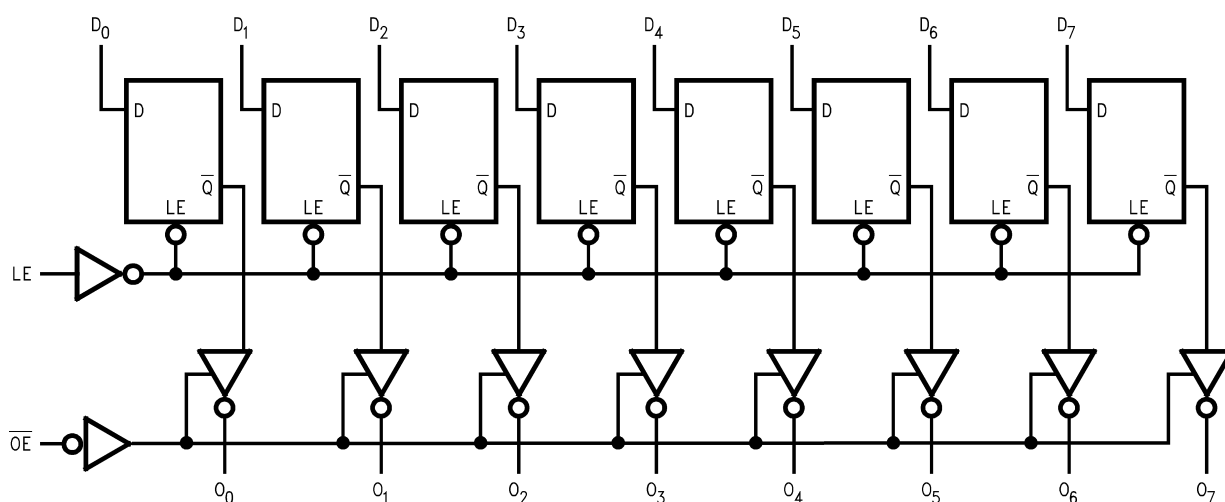 D₀ D₁ D₂ D₃ D₄ D₅ D₆ D₇
D D D D D D D D
Q̅ Q̅ Q̅ Q̅ Q̅ Q̅ Q̅ Q̅
LE LE LE LE LE LE LE LE
LE
O̅E̅
O₀ O₁ O₂ O₃ O₄ O₅ O₆ O₇